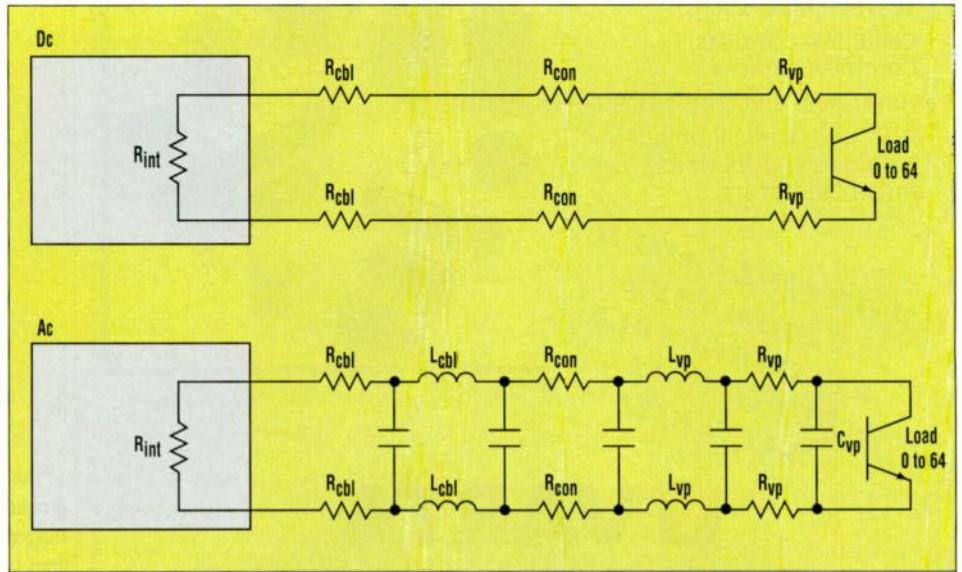 Dc
Rcbl Rcon Rvp
Rint
Load
0 to 64
Rcbl Rcon Rvp
Ac
Rcbl Lcbl Rcon Lvp Rvp
Rint
Cvp
Load
0 to 64
Rcbl Lcbl Rcon Lvp Rvp